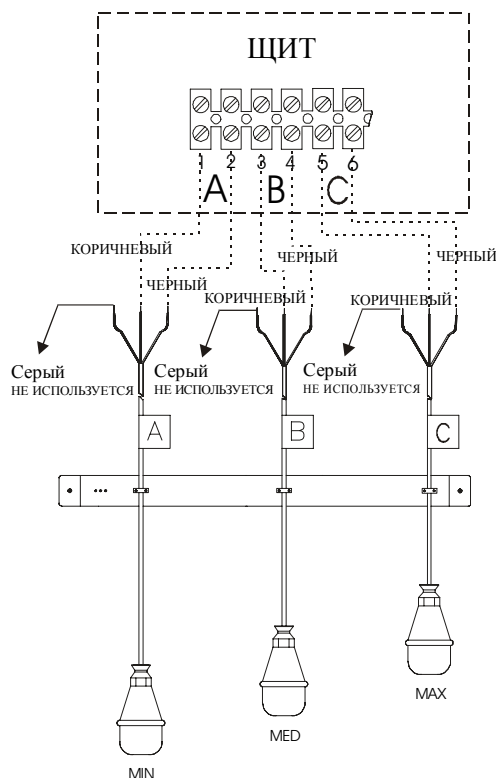 ЩИТ
1 2 3 4 5 6
A B C
КОРИЧНЕВЫЙ
ЧЕРНЫЙ
ЧЕРНЫЙ
ЧЕРНЫЙ
КОРИЧНЕВЫЙ
КОРИЧНЕВЫЙ
Серый
НЕ ИСПОЛЬЗУЕТСЯ
Серый
НЕ ИСПОЛЬЗУЕТСЯ
Серый
НЕ ИСПОЛЬЗУЕТСЯ
A
B
C
MAX
MED
MIN